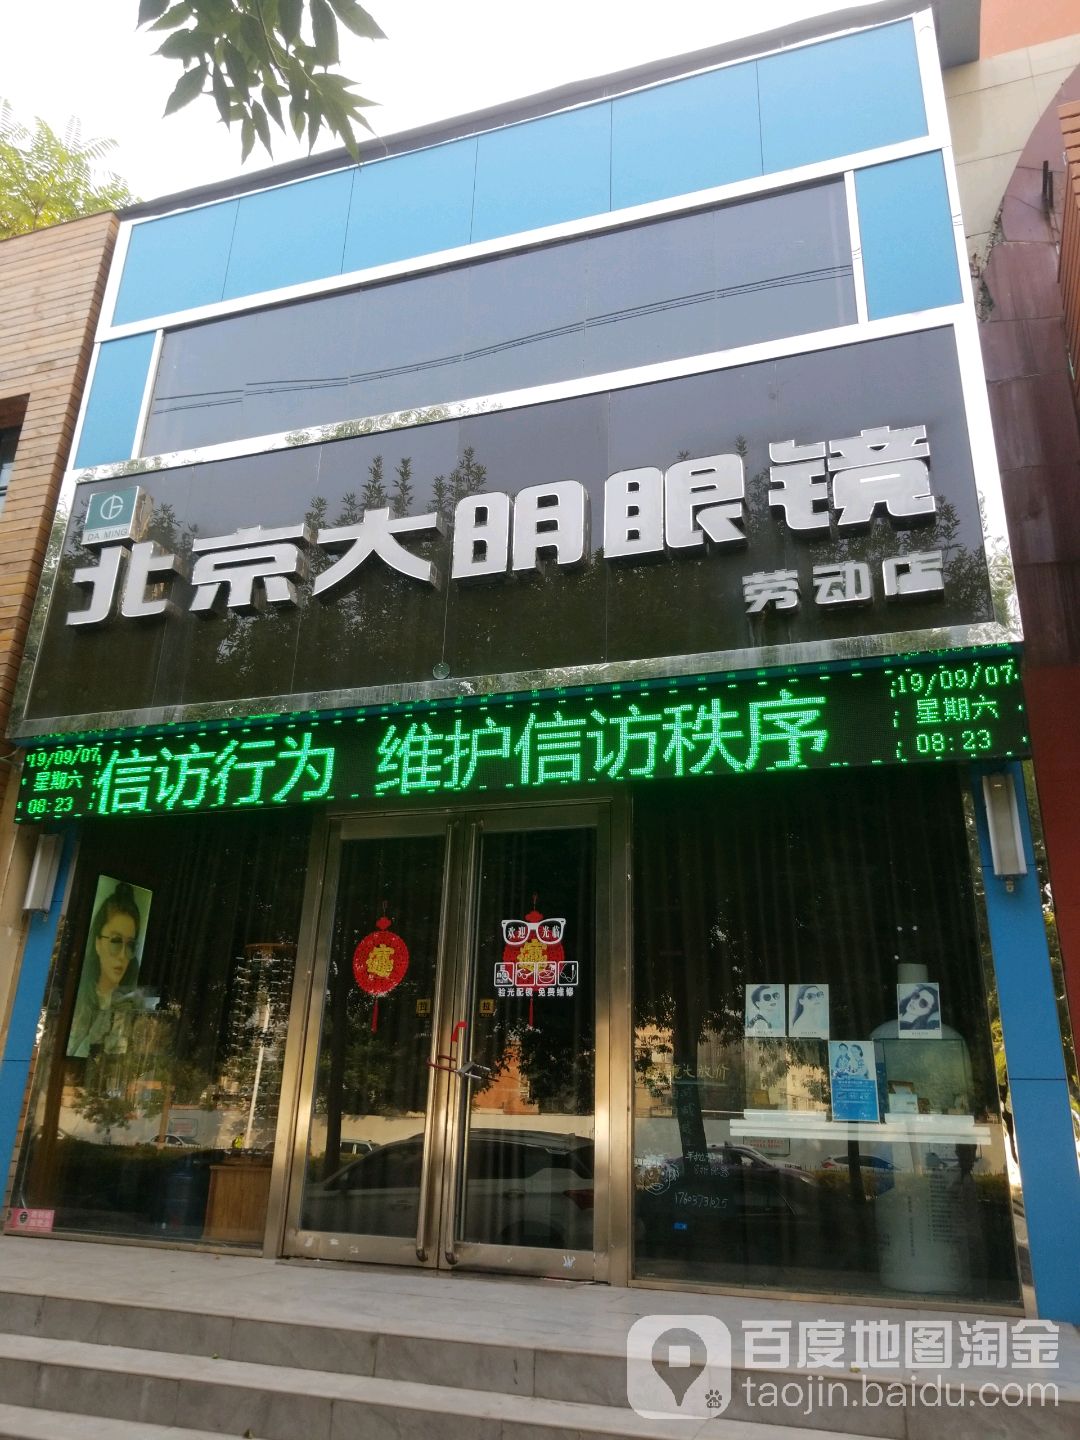 DA MING
北京大明眼镜
劳动店
19/09/07
星期六
08:23
信访行为 维护信访秩序
19/09/07
星期六
08:23
欢迎光临
验光配镜 免费维修
17603731025
百度地图淘金
taojin.baidu.com